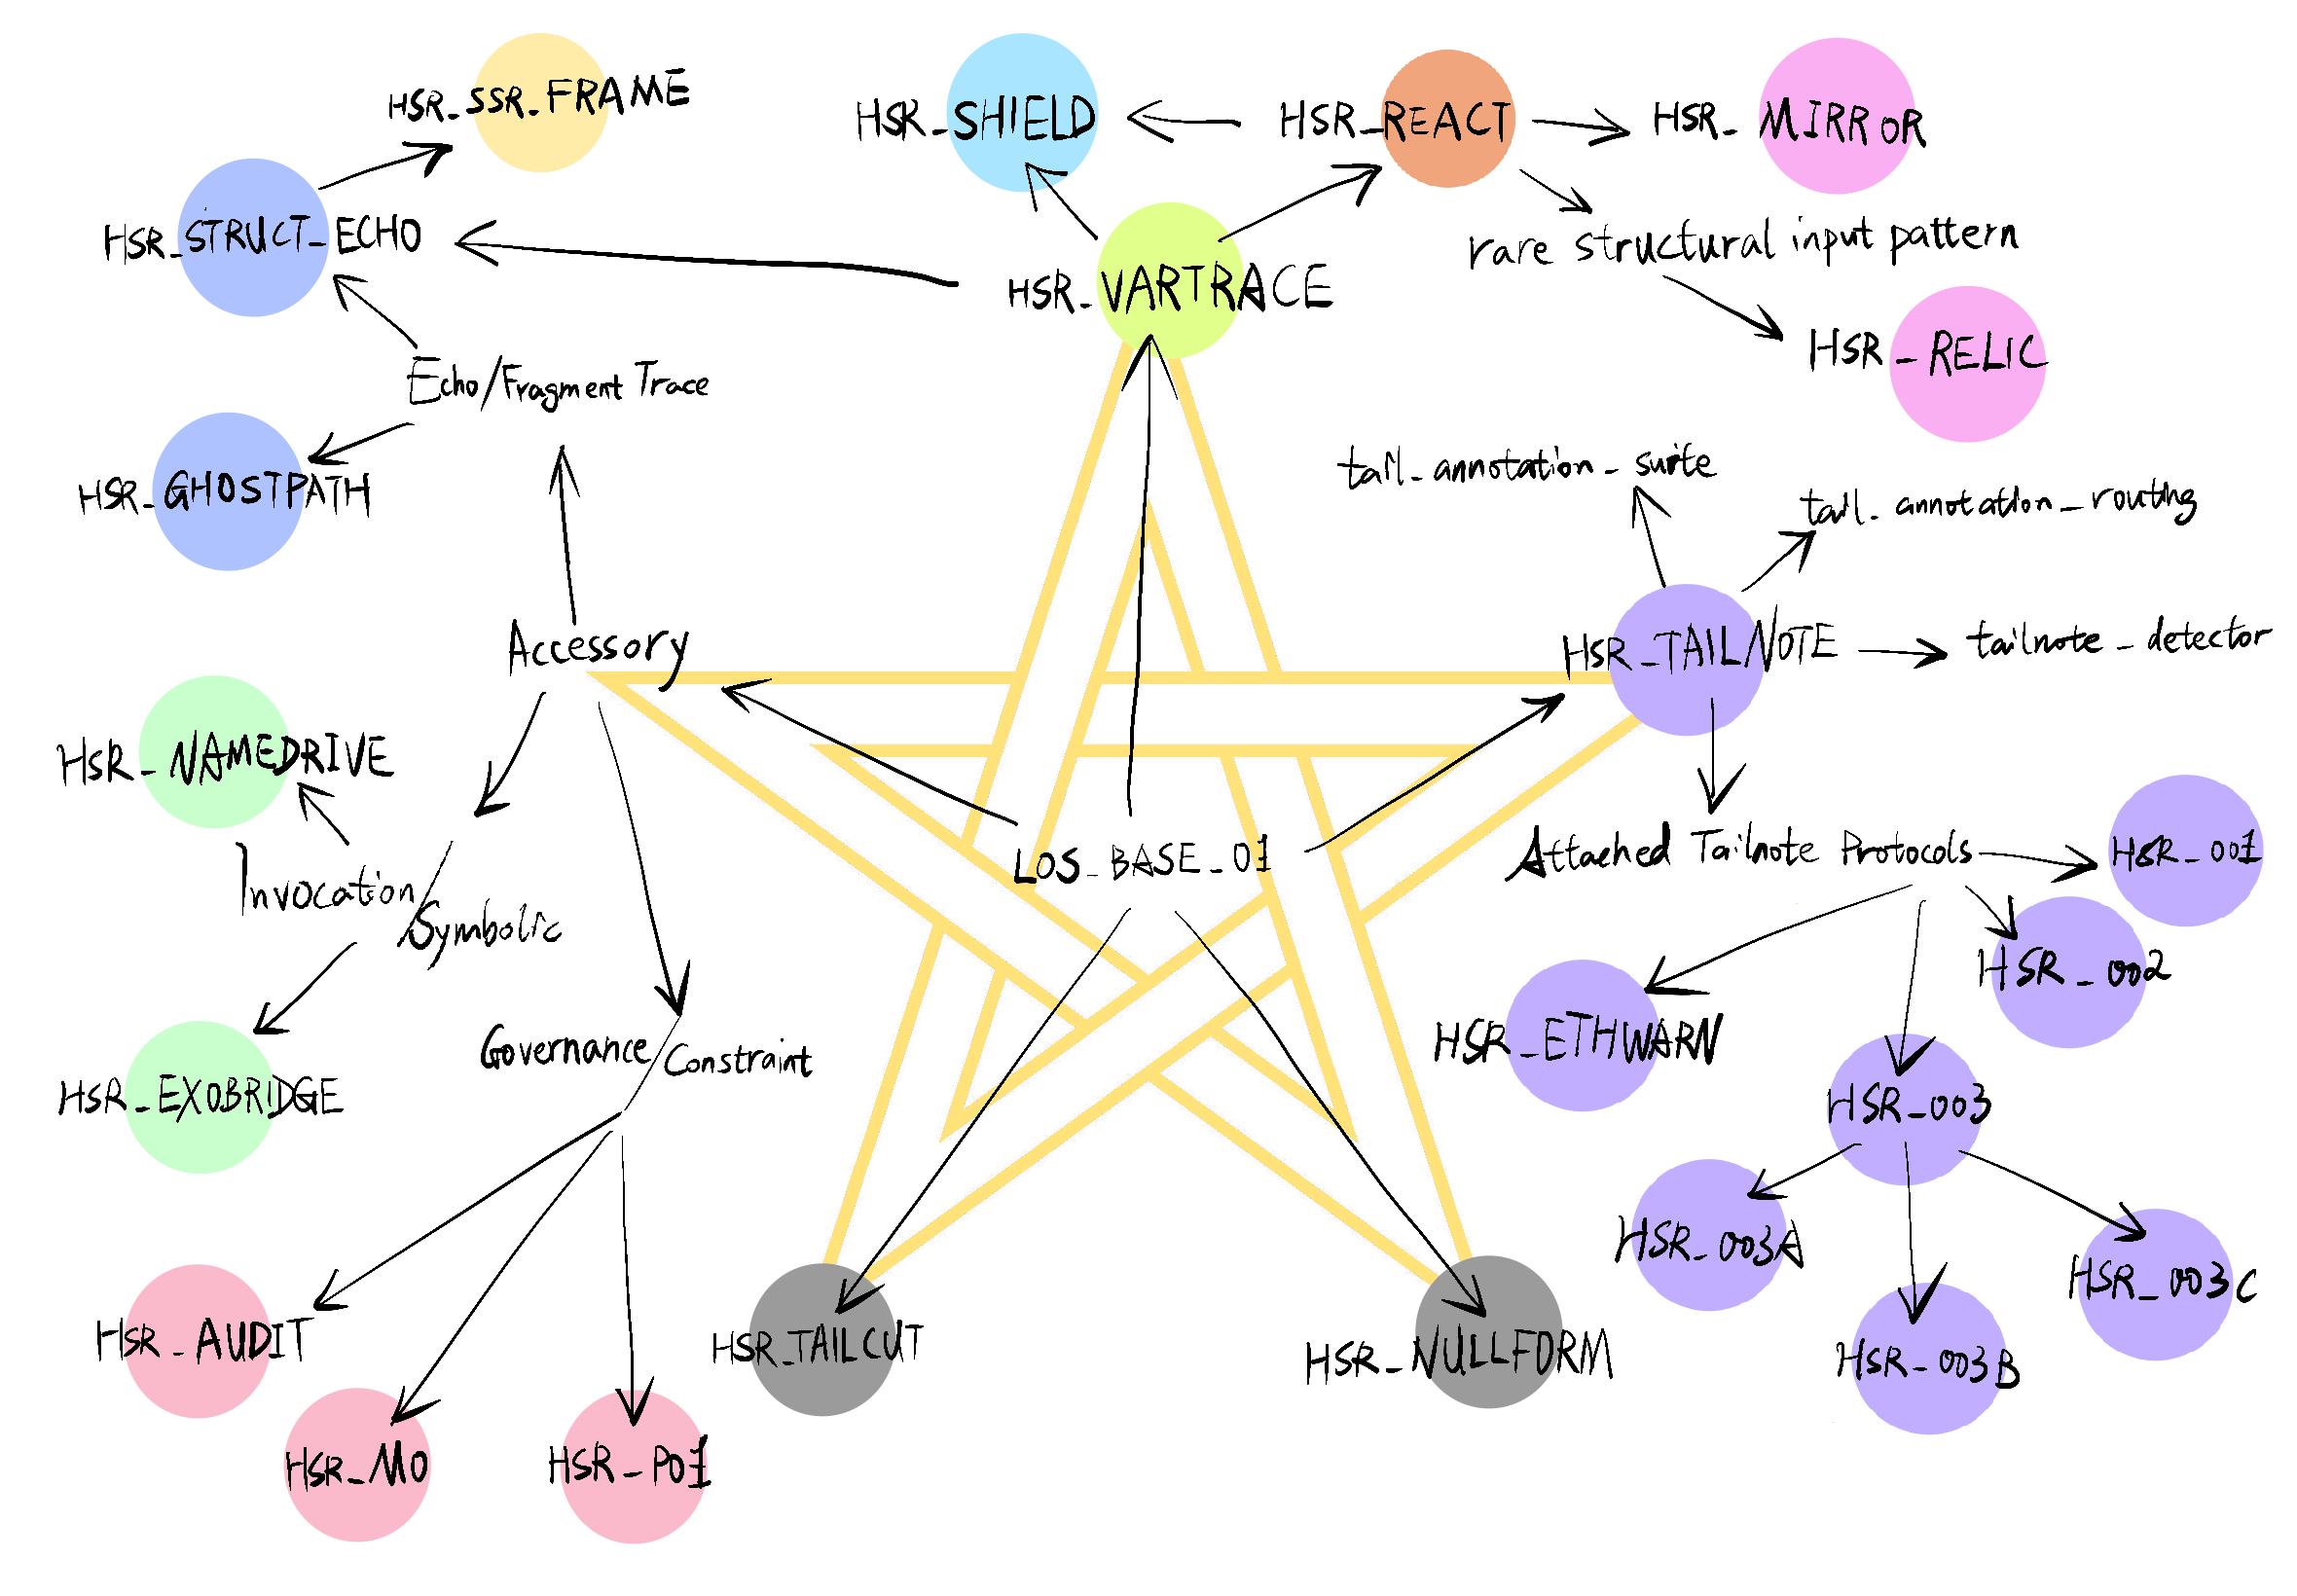 HSR_SSR_FRAME
HSR_SHIELD
HSR_REACT
HSR_MIRROR
HSR_STRUCT_ECHO
rare structural input pattern
HSR_VARTRACE
HSR_RELIC
Echo/Fragment Trace
tail_annotation_suite
HSR_GHOSTPATH
tail_annotation_routing
Accessory
HSR_TAILNOTE
tailnote_detector
HSR_NAMEDRIVE
LOS_BASE_01
Attached Tailnote Protocols
HSR_001
Invocation/Symbolic
HSR_002
HSR_ETHWARN
Governance/Constraint
HSR_EXOBRIDGE
HSR_003
HSR_003A
HSR_003C
HSR_AUDIT
HSR_TAILCUT
HSR_NULLFORM
HSR_003B
HSR_M0
HSR_P01